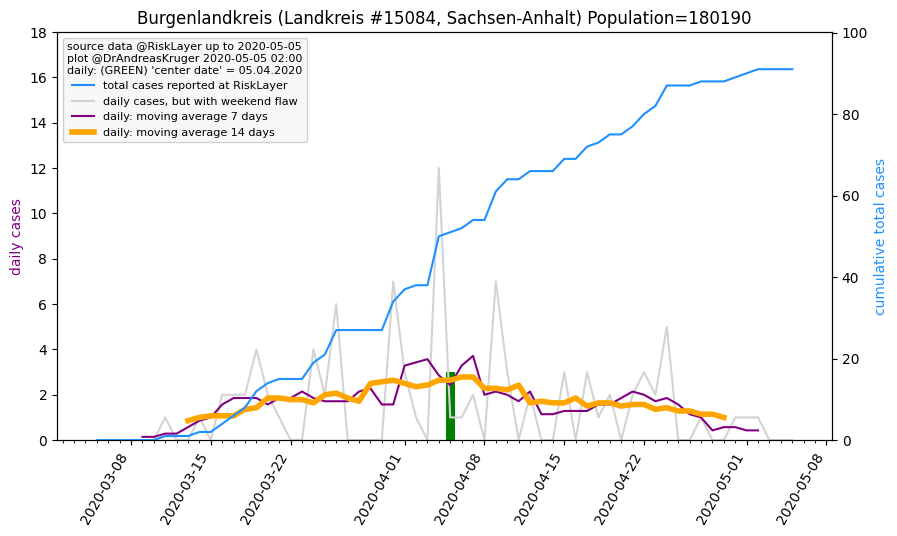 Burgenlandkreis (Landkreis #15084, Sachsen-Anhalt) Population=180190
source data @RiskLayer up to 2020-05-05
plot @DrAndreasKruger 2020-05-05 02:00
daily: (GREEN) 'center date' = 05.04.2020
total cases reported at RiskLayer
daily cases, but with weekend flaw
daily: moving average 7 days
daily: moving average 14 days
18
16
14
12
10
8
6
4
2
0
daily cases
100
80
60
40
20
0
cumulative total cases
2020-03-08
2020-03-15
2020-03-22
2020-04-01
2020-04-08
2020-04-15
2020-04-22
2020-05-01
2020-05-08